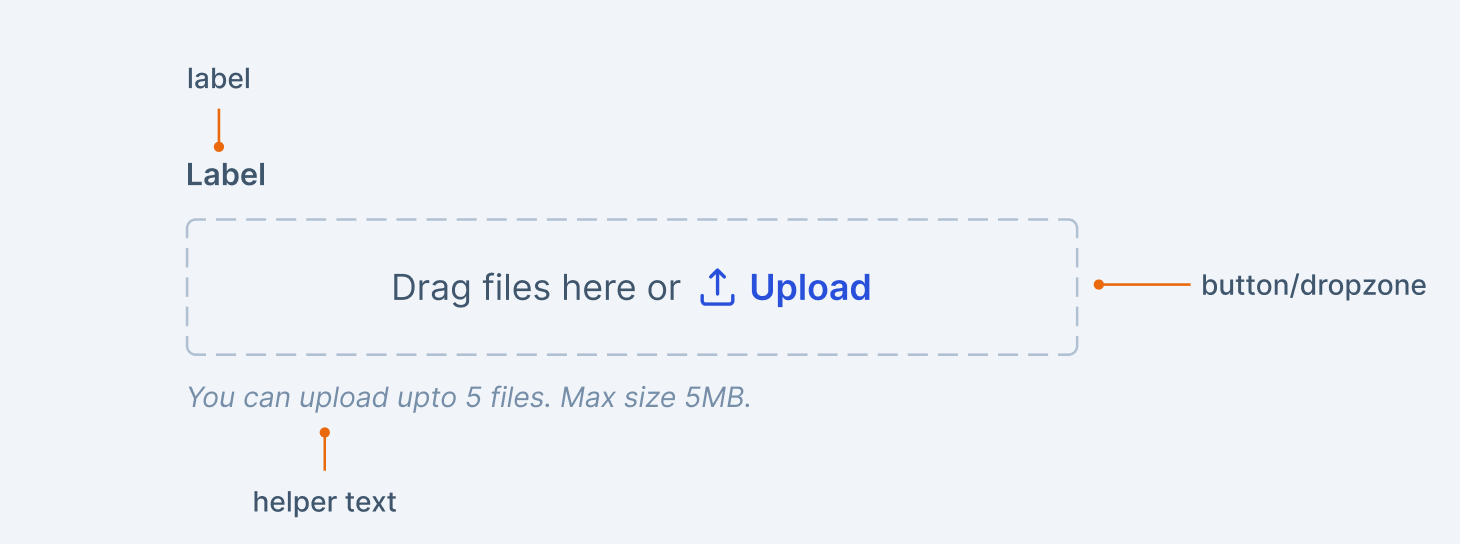 label
Label
Drag files here or Upload
button/dropzone
You can upload upto 5 files. Max size 5MB.
helper text